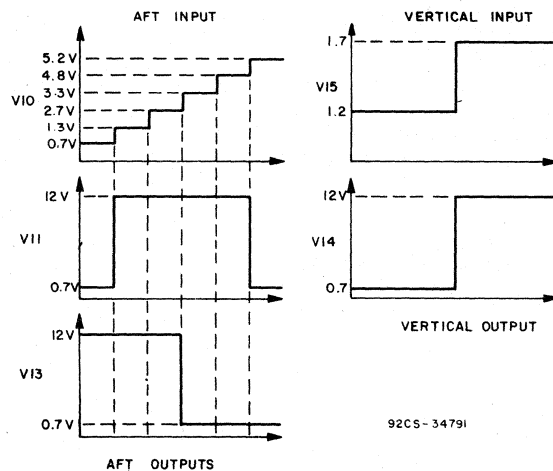 AFT INPUT
5.2 V
4.8 V
3.3 V
2.7 V
1.3 V
0.7 V
V10
12 V
V11
0.7V
12 V
V13
0.7 V
AFT OUTPUTS
VERTICAL INPUT
1.7
V15
1.2
12V
V14
0.7
VERTICAL OUTPUT
92CS-34791